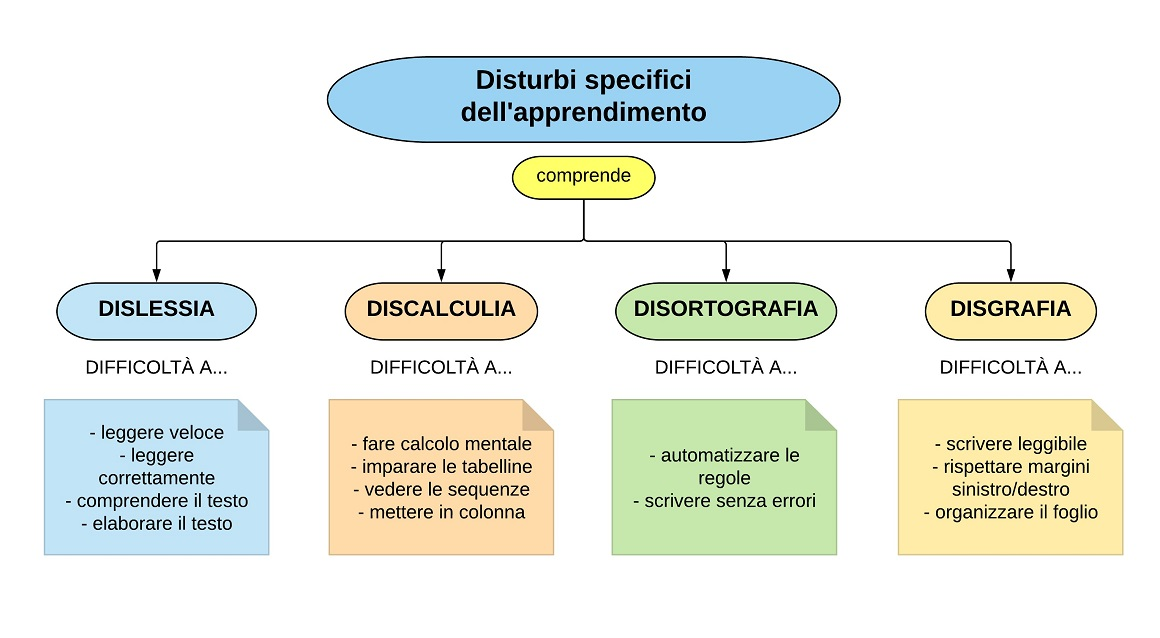 Disturbi specifici
dell'apprendimento
comprende
DISLESSIA
DIFFICOLTÀ A...
- leggere veloce
- leggere
correttamente
- comprendere il testo
- elaborare il testo
DISCALCULIA
DIFFICOLTÀ A...
- fare calcolo mentale
- imparare le tabelline
- vedere le sequenze
- mettere in colonna
DISORTOGRAFIA
DIFFICOLTÀ A...
- automatizzare le
regole
- scrivere senza errori
DISGRAFIA
DIFFICOLTÀ A...
- scrivere leggibile
- rispettare margini
sinistro/destro
- organizzare il foglio